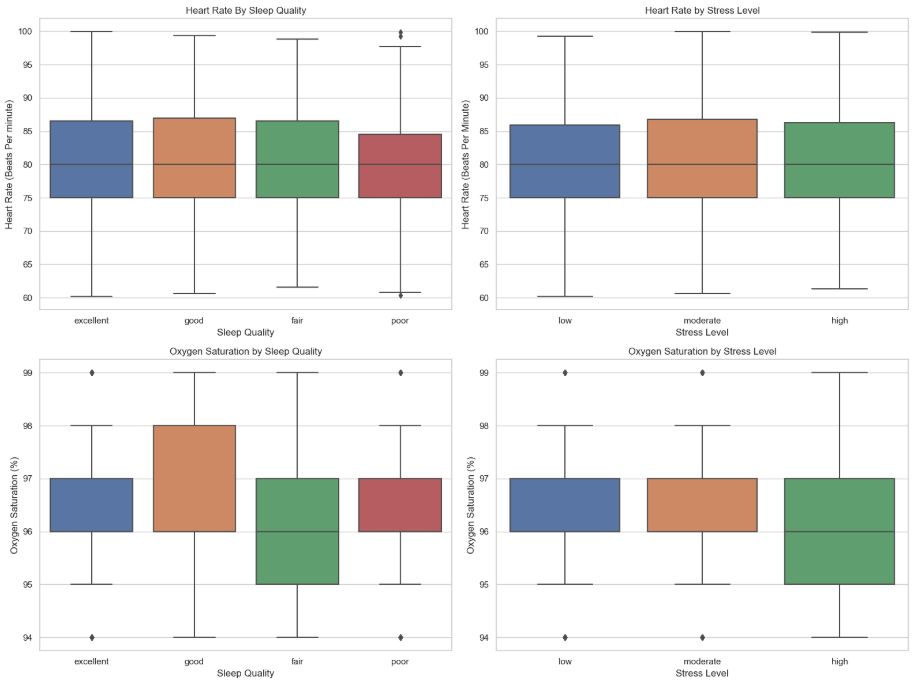 Heart Rate By Sleep Quality
Heart Rate (Beats Per minute)
100
95
90
85
80
75
70
65
60
excellent good fair poor
Sleep Quality
Heart Rate by Stress Level
Heart Rate (Beats Per Minute)
100
95
90
85
80
75
70
65
60
low moderate high
Stress Level
Oxygen Saturation by Sleep Quality
Oxygen Saturation (%)
99
98
97
96
95
94
excellent good fair poor
Sleep Quality
Oxygen Saturation by Stress Level
Oxygen Saturation (%)
99
98
97
96
95
94
low moderate high
Stress Level